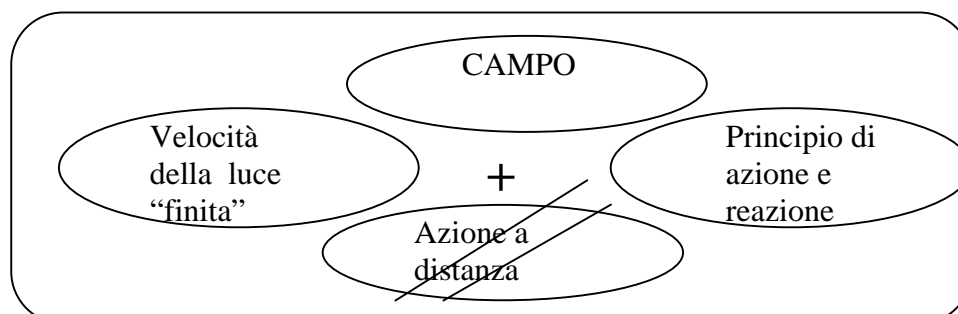 CAMPO
Velocità
della luce
“finita”
+
Principio di
azione e
reazione
Azione a
distanza